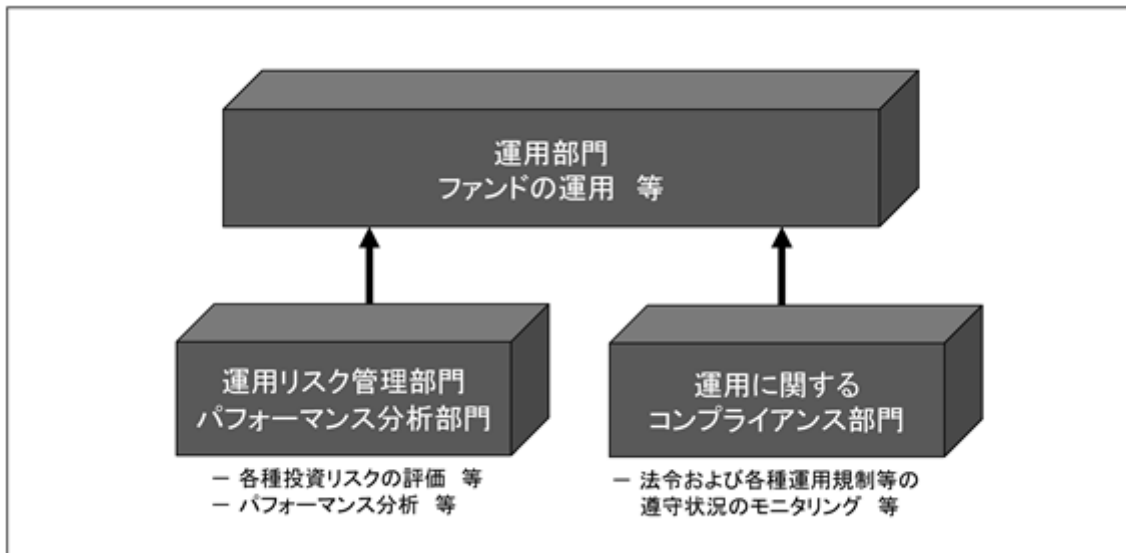 運用部門
ファンドの運用 等
運用リスク管理部門
パフォーマンス分析部門
運用に関する
コンプライアンス部門
－ 各種投資リスクの評価 等
－ パフォーマンス分析 等
－ 法令および各種運用規制等の
遵守状況のモニタリング 等